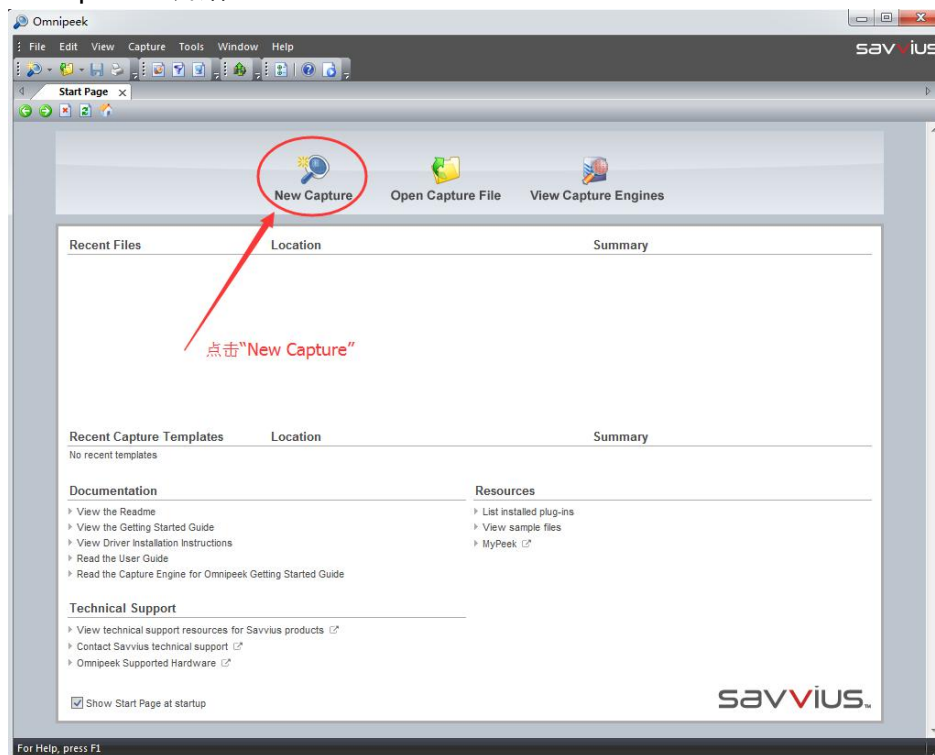 Omnipeek
File Edit View Capture Tools Window Help
savvius
Start Page
New Capture Open Capture File View Capture Engines
Recent Files Location Summary
点击“New Capture”
Recent Capture Templates Location Summary
No recent templates
Documentation Resources
View the Readme List installed plug-ins
View the Getting Started Guide View sample files
View Driver Installation Instructions MyPeek
Read the User Guide
Read the Capture Engine for Omnipeek Getting Started Guide
Technical Support
View technical support resources for Savvius products
Contact Savvius technical support
Omnipeek Supported Hardware
Show Start Page at startup
savvius
For Help, press F1